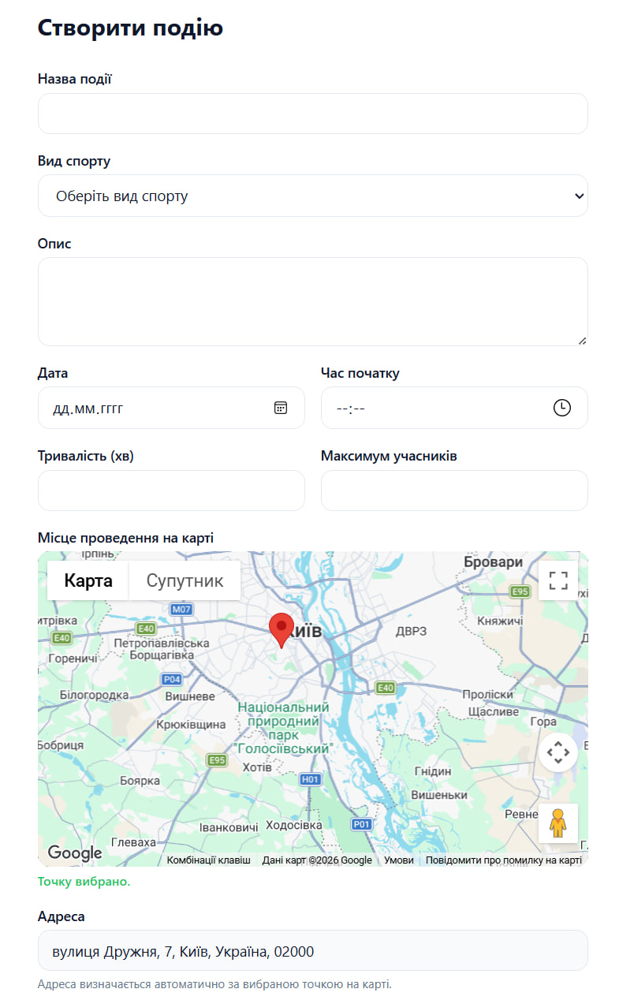 Створити подію
Назва події
Вид спорту
Оберіть вид спорту
Опис
Дата
Час початку
дд.мм.гггг
--:--
Тривалість (хв)
Максимум учасників
Місце проведення на карті
Ірпінь
Бровари
Карта
Супутник
E95
M07
Княжичі
E40
E40
Київ
ДВРЗ
Петропавлівська
Борщагівка
Гореничі
P04
E40
Білогородка
Вишневе
Проліски
Щасливе
Національний
природний
парк
"Голосіївський"
Крюківщина
Гора
Бобриця
E95
Хотів
Гнідин
Боярка
H01
Вишеньки
Ревне
Іванковичі
Ходосівка
P01
Глеваха
Google
Комбінації клавіш
Дані карт ©2026 Google
Умови
Повідомити про помилку на карті
Точку вибрано.
Адреса
вулиця Дружня, 7, Київ, Україна, 02000
Адреса визначається автоматично за вибраною точкою на карті.